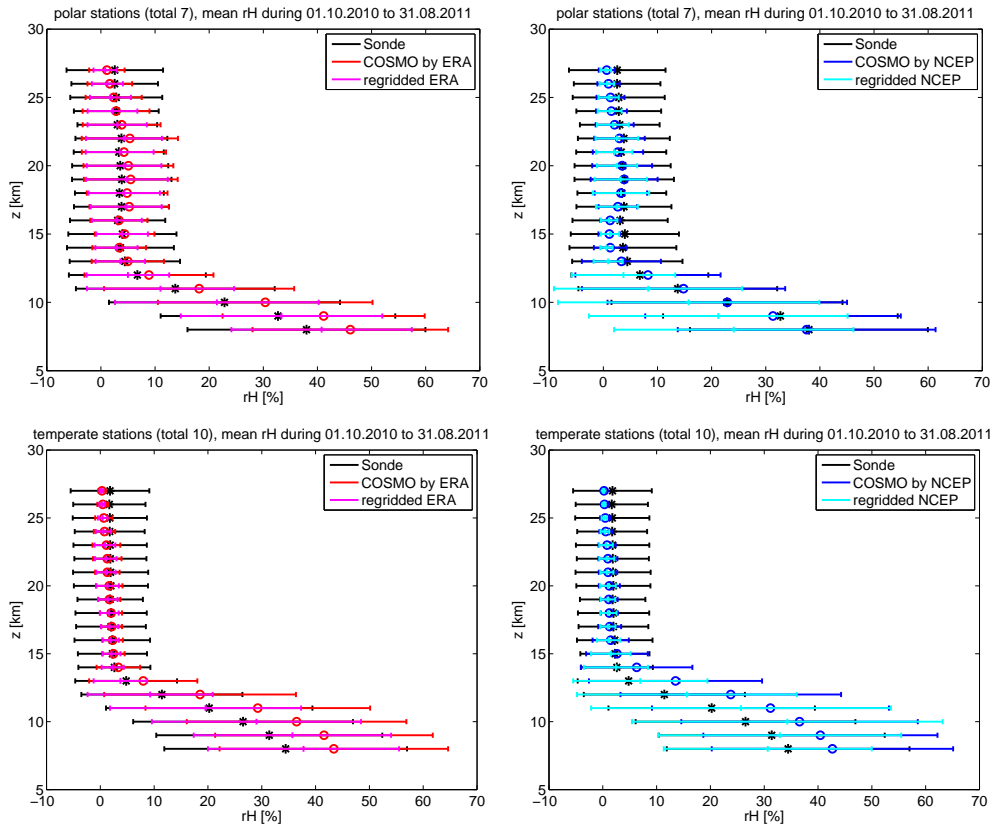 polar stations (total 7), mean rH during 01.10.2010 to 31.08.2011
30
25
20
15
10
5
z [km]
−10 0 10 20 30 40 50 60 70
rH [%]
Sonde
COSMO by ERA
regridded ERA
polar stations (total 7), mean rH during 01.10.2010 to 31.08.2011
30
25
20
15
10
5
z [km]
−10 0 10 20 30 40 50 60 70
rH [%]
Sonde
COSMO by NCEP
regridded NCEP
temperate stations (total 10), mean rH during 01.10.2010 to 31.08.2011
30
25
20
15
10
5
z [km]
−10 0 10 20 30 40 50 60 70
rH [%]
Sonde
COSMO by ERA
regridded ERA
temperate stations (total 10), mean rH during 01.10.2010 to 31.08.2011
30
25
20
15
10
5
z [km]
−10 0 10 20 30 40 50 60 70
rH [%]
Sonde
COSMO by NCEP
regridded NCEP